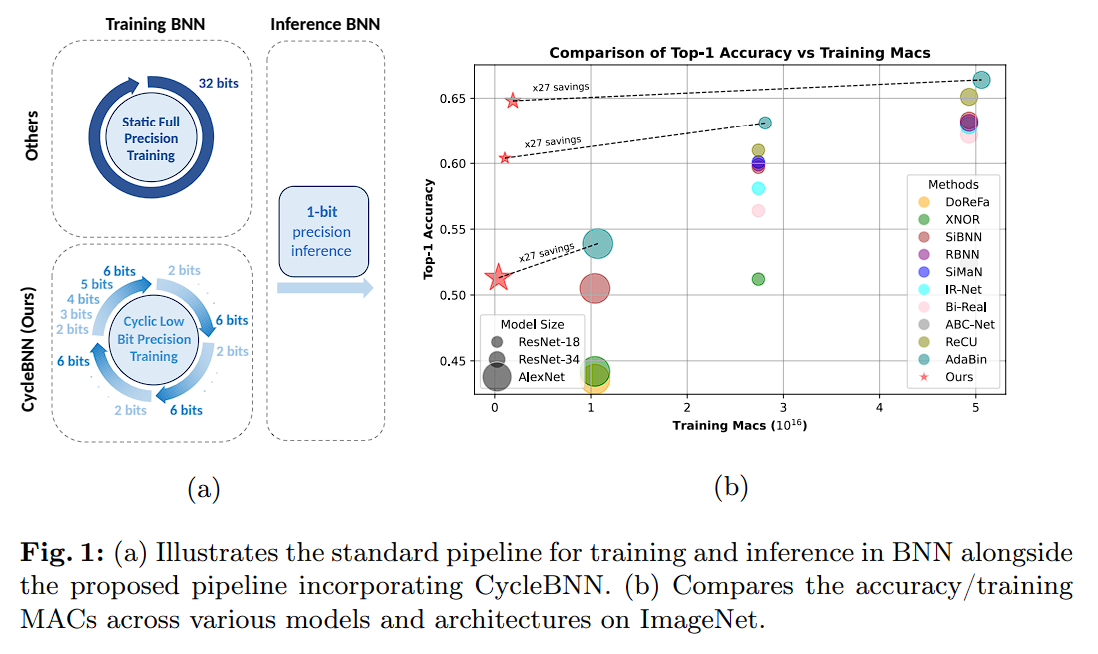 Training BNN
Inference BNN
Others
32 bits
Static Full
Precision
Training
1-bit
precision
inference
CycleBNN (Ours)
6 bits
5 bits
4 bits
3 bits
2 bits
2 bits
6 bits
2 bits
6 bits
2 bits
6 bits
Cyclic Low
Bit Precision
Training
(a)
Comparison of Top-1 Accuracy vs Training Macs
Top-1 Accuracy
0.65
0.60
0.55
0.50
0.45
x27 savings
x27 savings
x27 savings
Model Size
ResNet-18
ResNet-34
AlexNet
Methods
DoReFa
XNOR
SiBNN
RBNN
SiMaN
IR-Net
Bi-Real
ABC-Net
ReCU
AdaBin
Ours
0 1 2 3 4 5
Training Macs (10¹⁶)
(b)
Fig. 1: (a) Illustrates the standard pipeline for training and inference in BNN alongside
the proposed pipeline incorporating CycleBNN. (b) Compares the accuracy/training
MACs across various models and architectures on ImageNet.